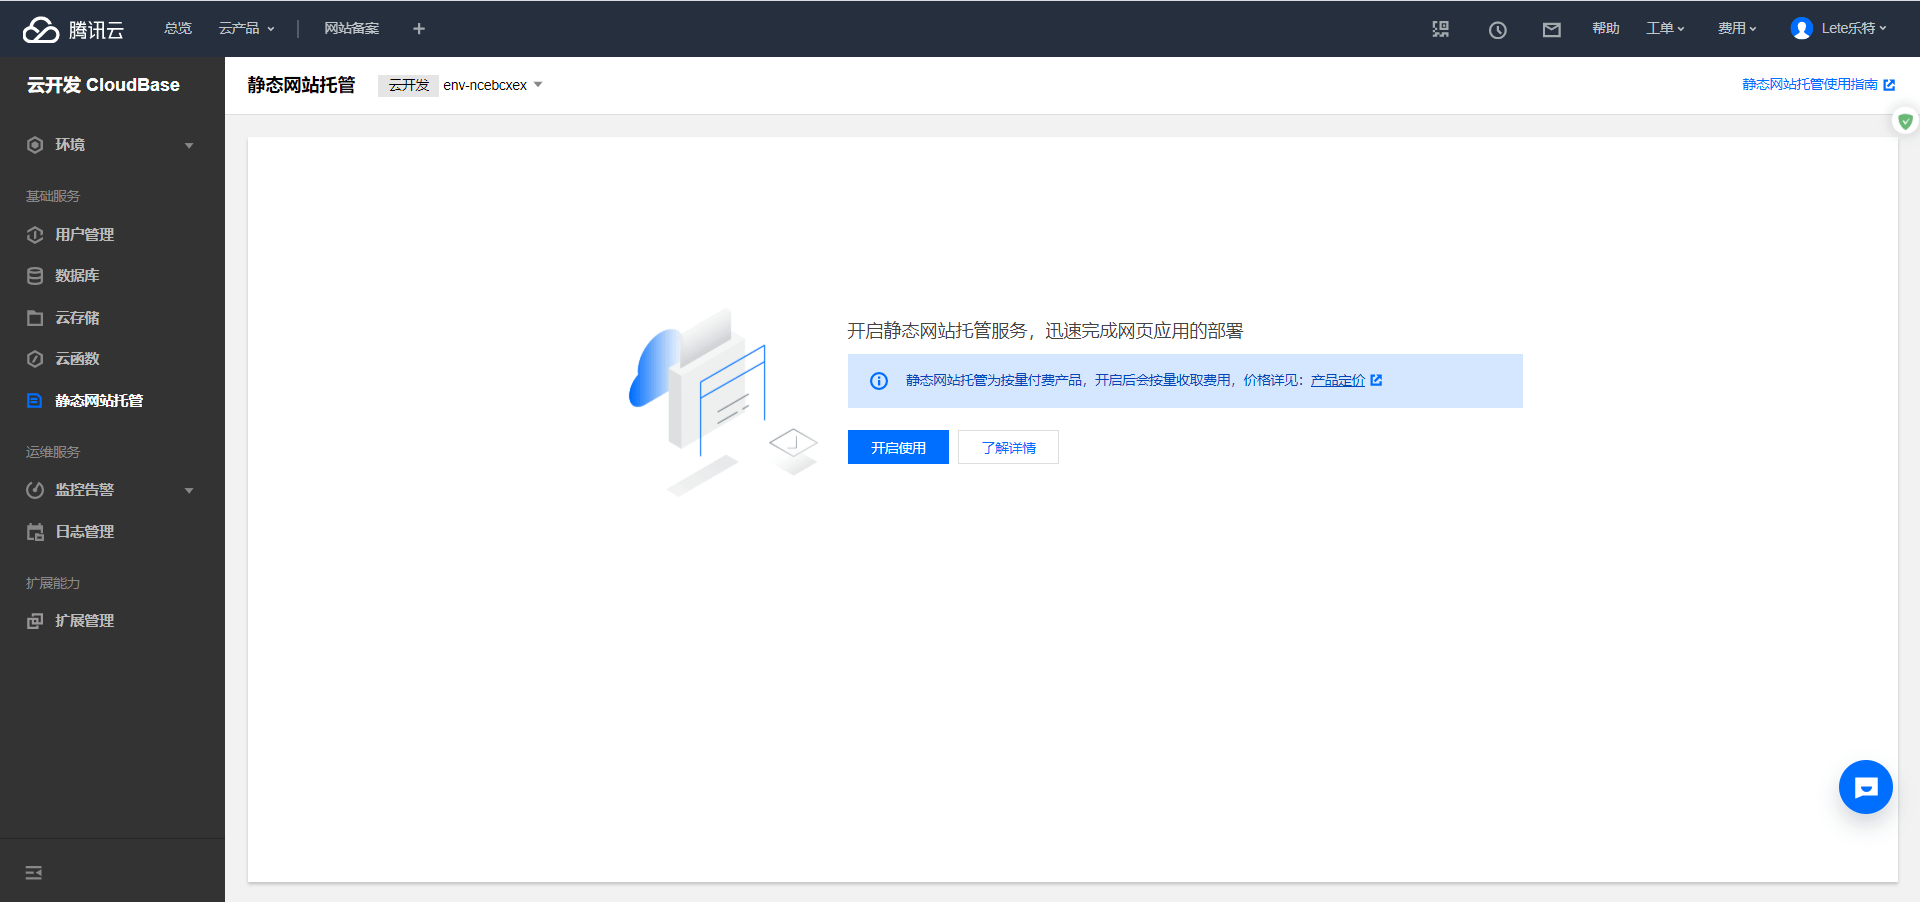 腾讯云
总览
云产品
网站备案
帮助
工单
费用
Lete乐特
云开发 CloudBase
静态网站托管
云开发
env-ncebcxex
静态网站托管使用指南
环境
基础服务
用户管理
数据库
云存储
云函数
静态网站托管
运维服务
监控告警
日志管理
扩展能力
扩展管理
开启静态网站托管服务，迅速完成网页应用的部署
静态网站托管为按量付费产品，开启后会按量收取费用，价格详见：产品定价
开启使用
了解详情